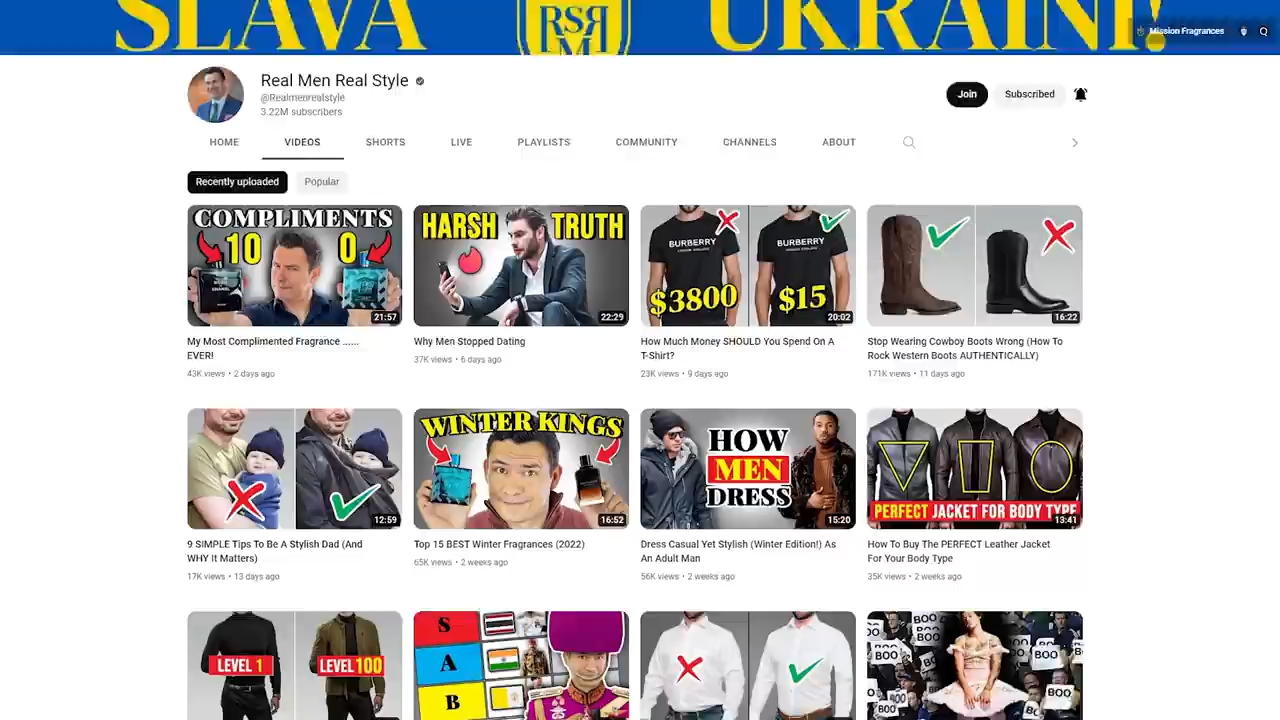 SLAVA
RSR
M
UKRAINI!
Mission Fragrances
Real Men Real Style
@Realmenrealstyle
3.22M subscribers
Join
Subscribed
HOME
VIDEOS
SHORTS
LIVE
PLAYLISTS
COMMUNITY
CHANNELS
ABOUT
Recently uploaded
Popular
COMPLIMENTS
10
0
21:57
HARSH
TRUTH
22:29
BURBERRY
$3800
BURBERRY
$15
20:02
16:22
My Most Complimented Fragrance ......
EVER!
43K views • 2 days ago
Why Men Stopped Dating
37K views • 6 days ago
How Much Money SHOULD You Spend On A
T-Shirt?
23K views • 9 days ago
Stop Wearing Cowboy Boots Wrong (How To
Rock Western Boots AUTHENTICALLY)
171K views • 11 days ago
12:59
WINTER KINGS
16:52
HOW
MEN
DRESS
15:20
PERFECT JACKET FOR BODY TYPE
13:41
9 SIMPLE Tips To Be A Stylish Dad (And
WHY It Matters)
17K views • 13 days ago
Top 15 BEST Winter Fragrances (2022)
65K views • 2 weeks ago
Dress Casual Yet Stylish (Winter Edition!) As
An Adult Man
56K views • 2 weeks ago
How To Buy The PERFECT Leather Jacket
For Your Body Type
35K views • 2 weeks ago
LEVEL 1
LEVEL 100
S
A
B
BOO
BOO
BOO
BOO
BOO
BOO
BOO
BOO